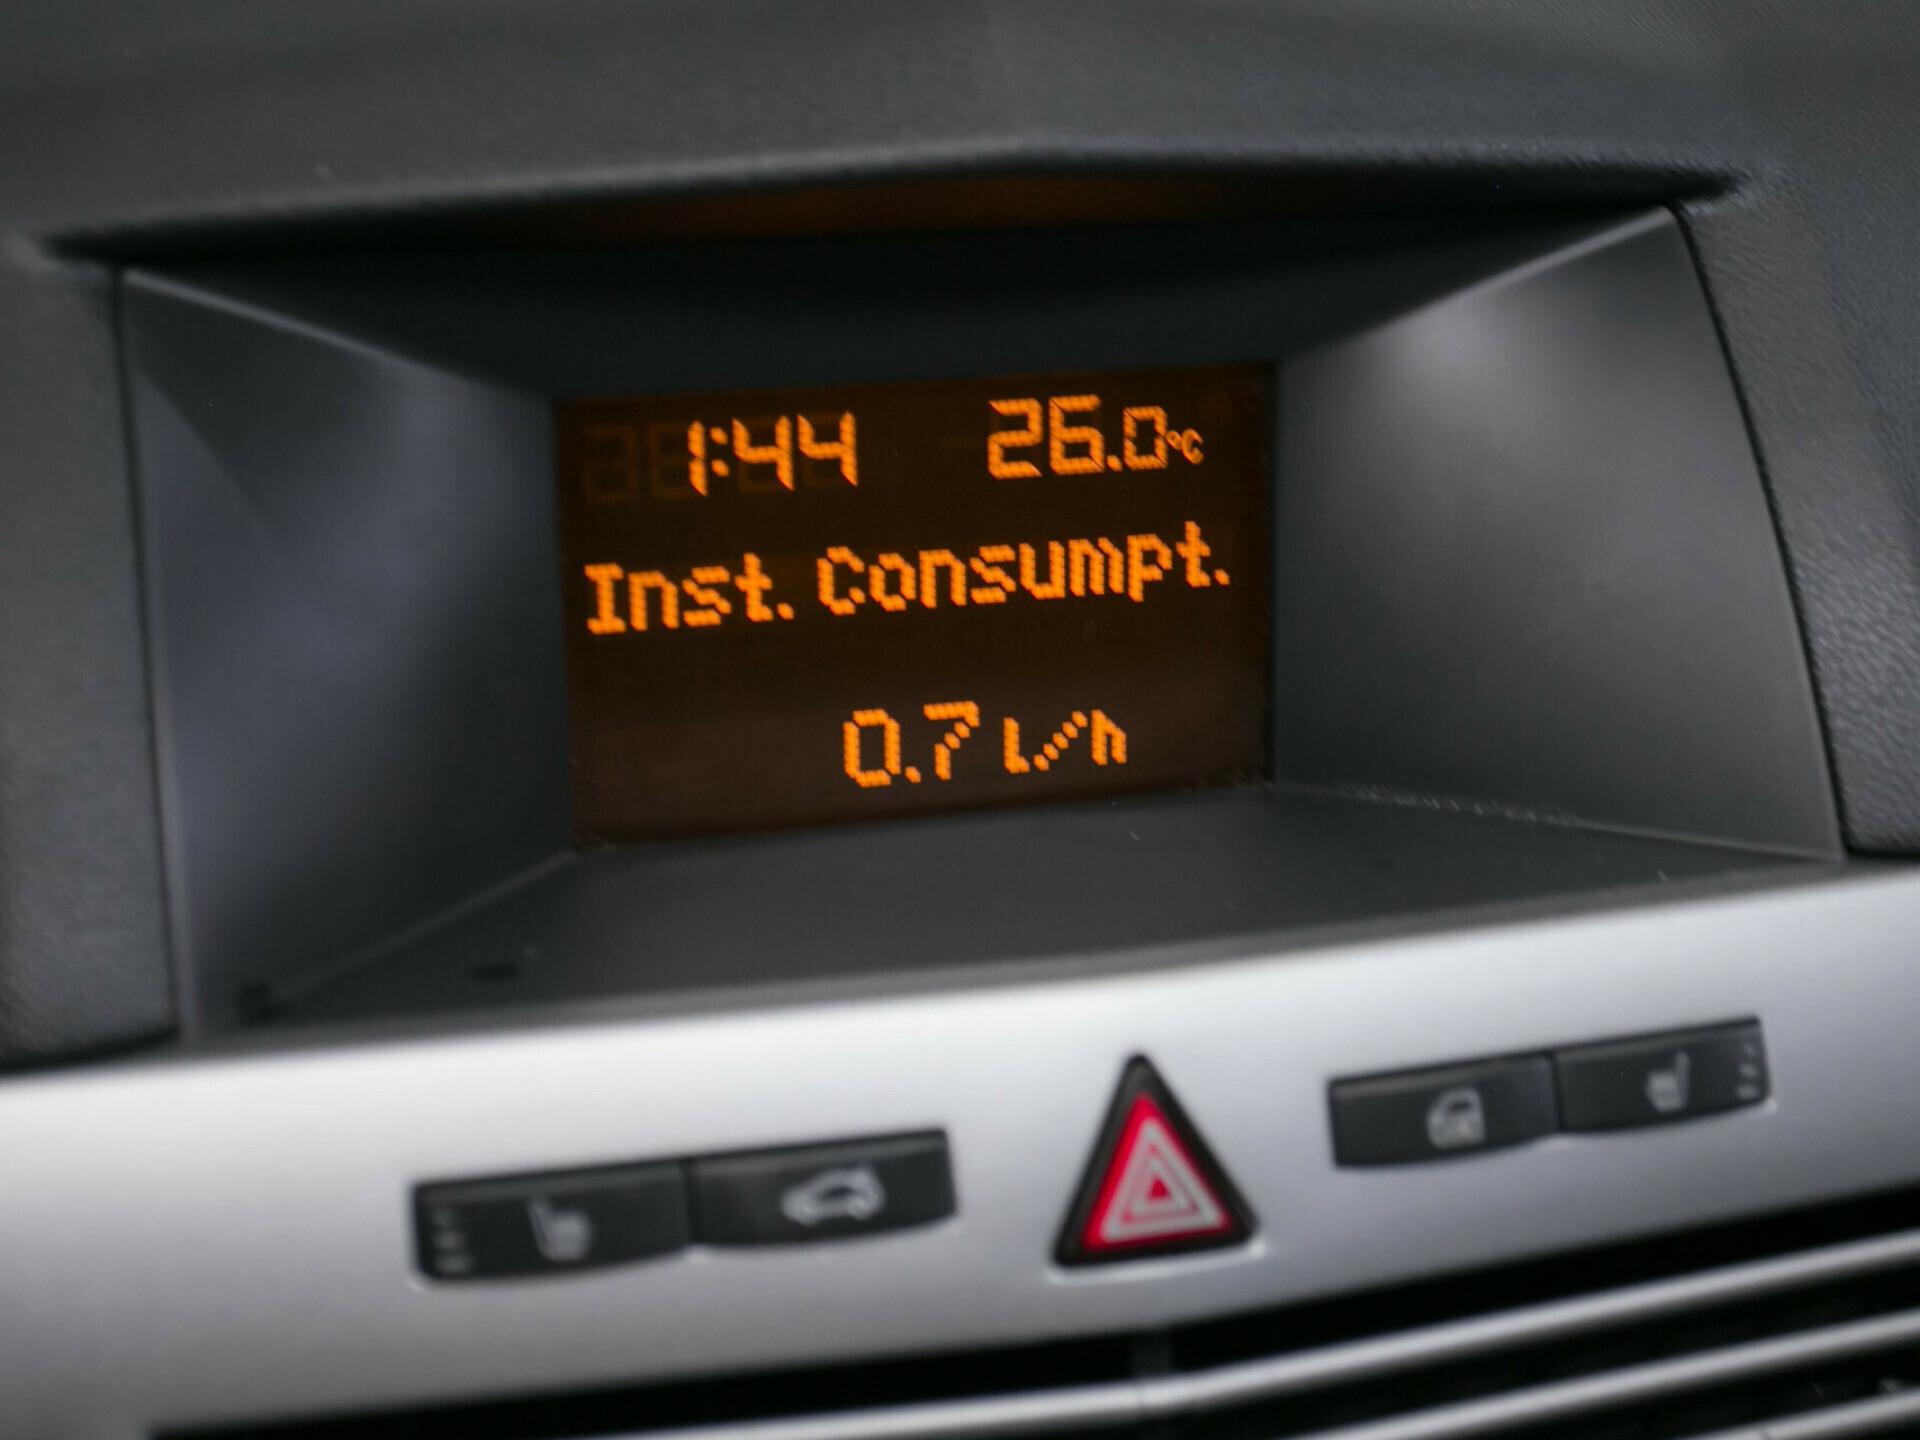 1:44 26.0°C
Inst. Consumpt.
0.7 l/h